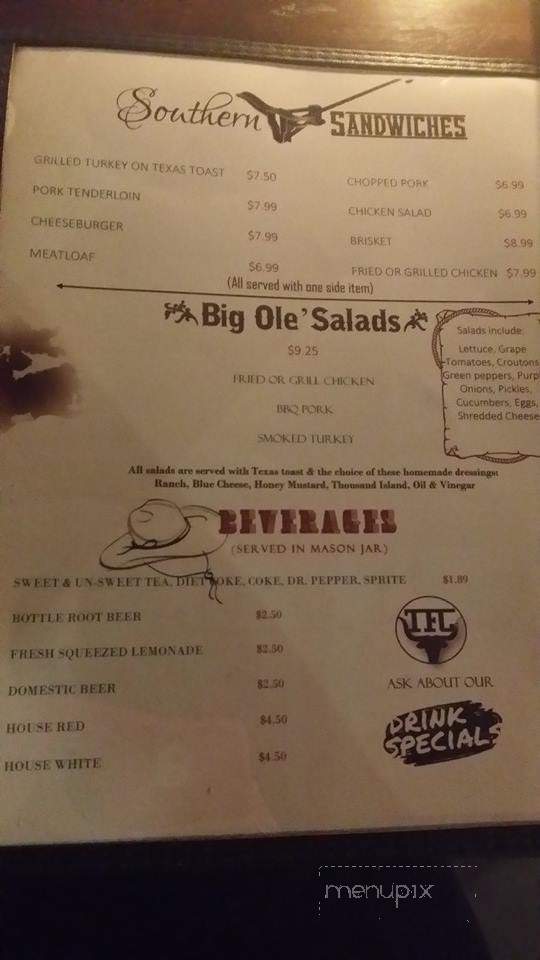 Southern SANDWICHES
GRILLED TURKEY ON TEXAS TOAST $7.50
PORK TENDERLOIN $7.99
CHEESEBURGER $7.99
MEATLOAF $6.99
CHOPPED PORK $6.99
CHICKEN SALAD $6.99
BRISKET $8.99
FRIED OR GRILLED CHICKEN $7.99
(All served with one side item)
Big Ole' Salads
$9.25
FRIED OR GRILL CHICKEN
BBQ PORK
SMOKED TURKEY
Salads include:
Lettuce, Grape
Tomatoes, Croutons
Green peppers, Purp
Onions, Pickles,
Cucumbers, Eggs,
Shredded Cheese
All salads are served with Texas toast & the choice of these homemade dressings:
Ranch, Blue Cheese, Honey Mustard, Thousand Island, Oil & Vinegar
BEVERAGES
(SERVED IN MASON JAR)
SWEET & UN-SWEET TEA, DIET COKE, COKE, DR. PEPPER, SPRITE $1.89
BOTTLE ROOT BEER $2.50
FRESH SQUEEZED LEMONADE $2.50
DOMESTIC BEER $2.50
HOUSE RED $4.50
HOUSE WHITE $4.50
ASK ABOUT OUR
DRINK
SPECIALS
menupix